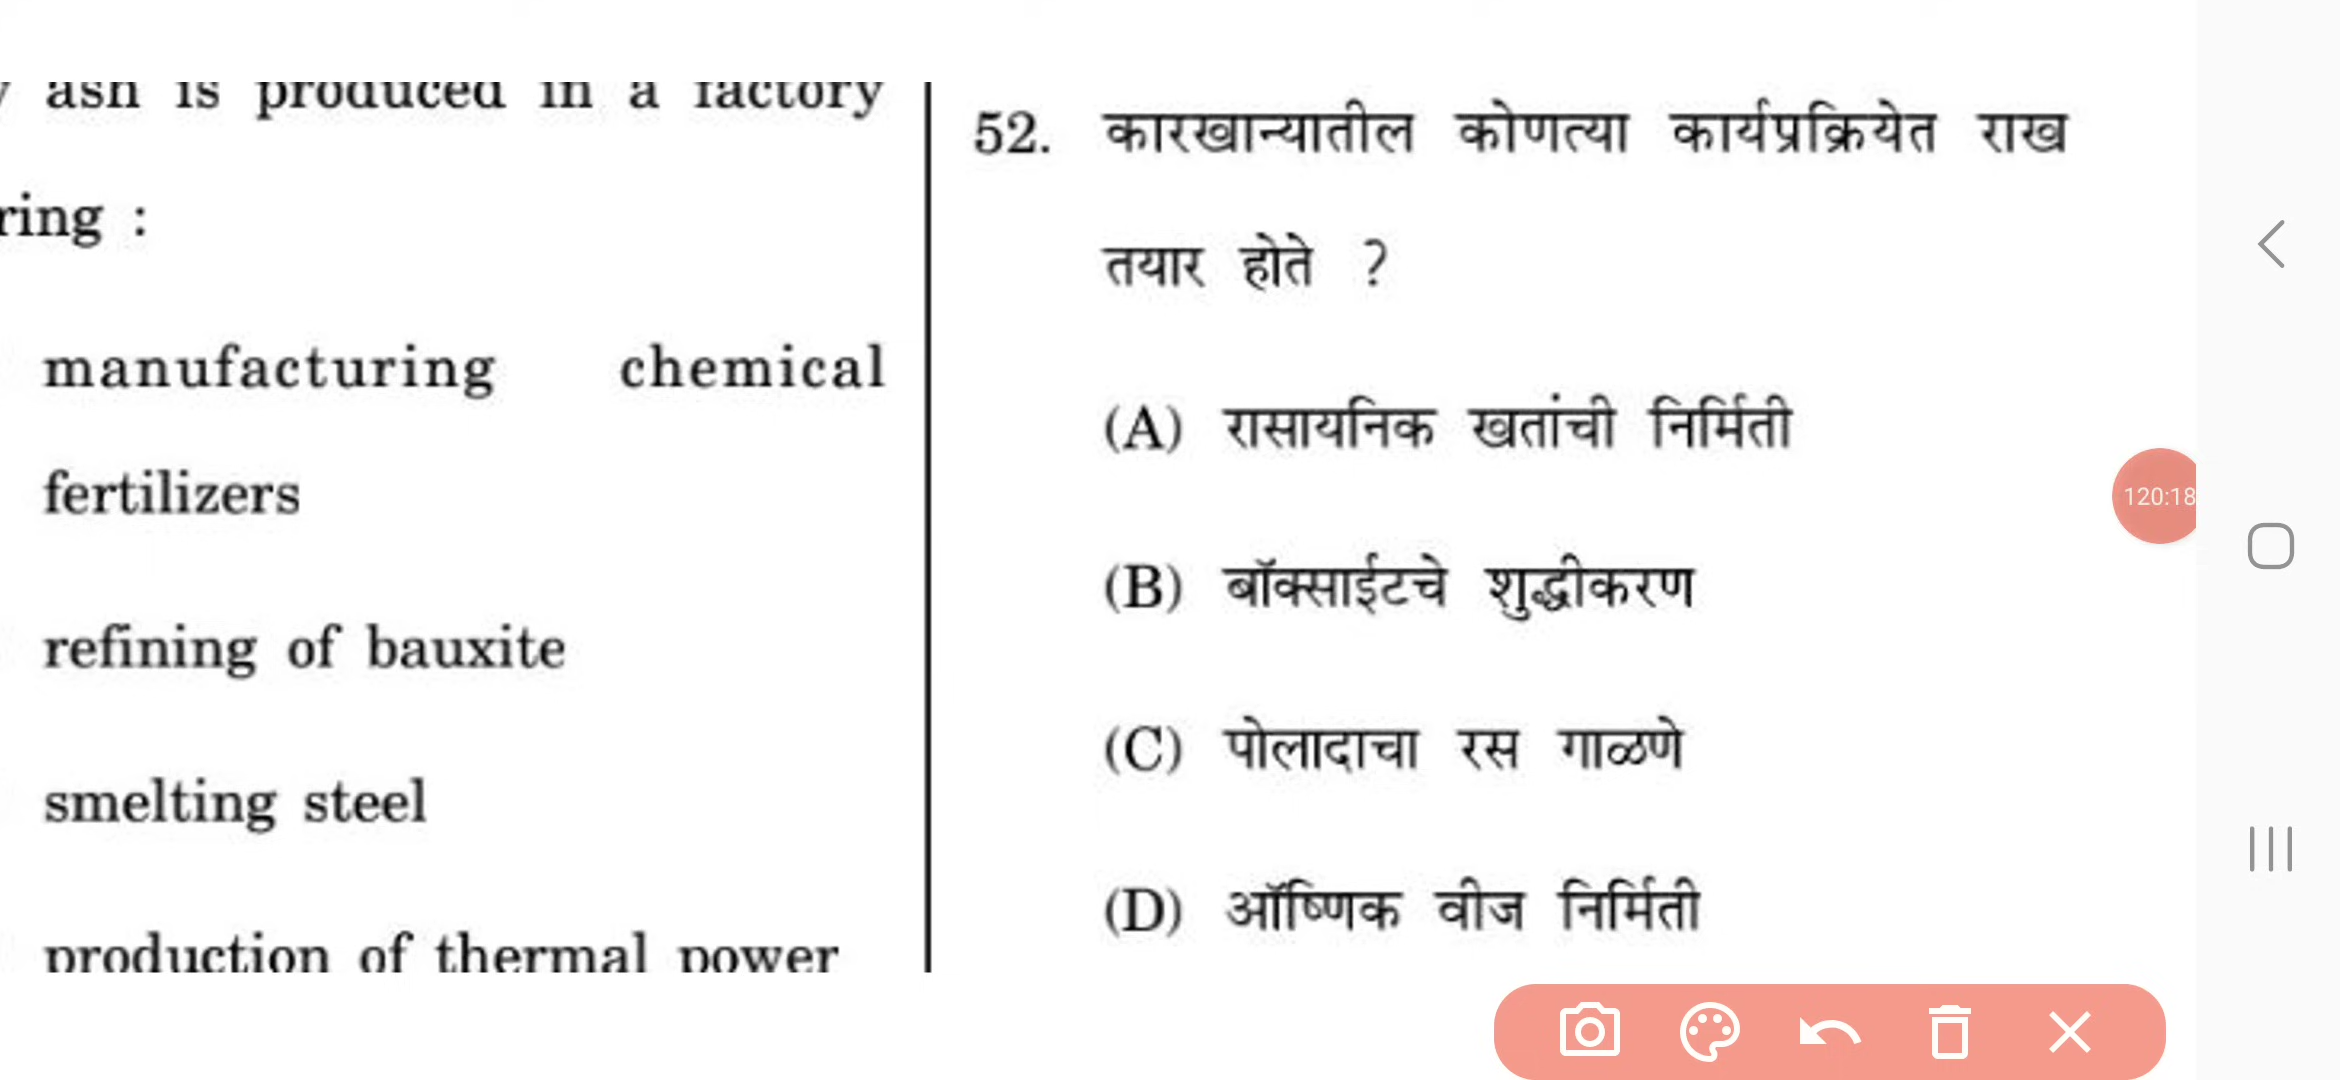 ash is produced in a factory
ring :
manufacturing chemical
fertilizers
refining of bauxite
smelting steel
production of thermal power
52. कारखान्यातील कोणत्या कार्यप्रक्रियेत राख
तयार होते ?
(A) रासायनिक खतांची निर्मिती
(B) बॉक्साईटचे शुद्धीकरण
(C) पोलादाचा रस गाळणे
(D) औष्णिक वीज निर्मिती
120:18